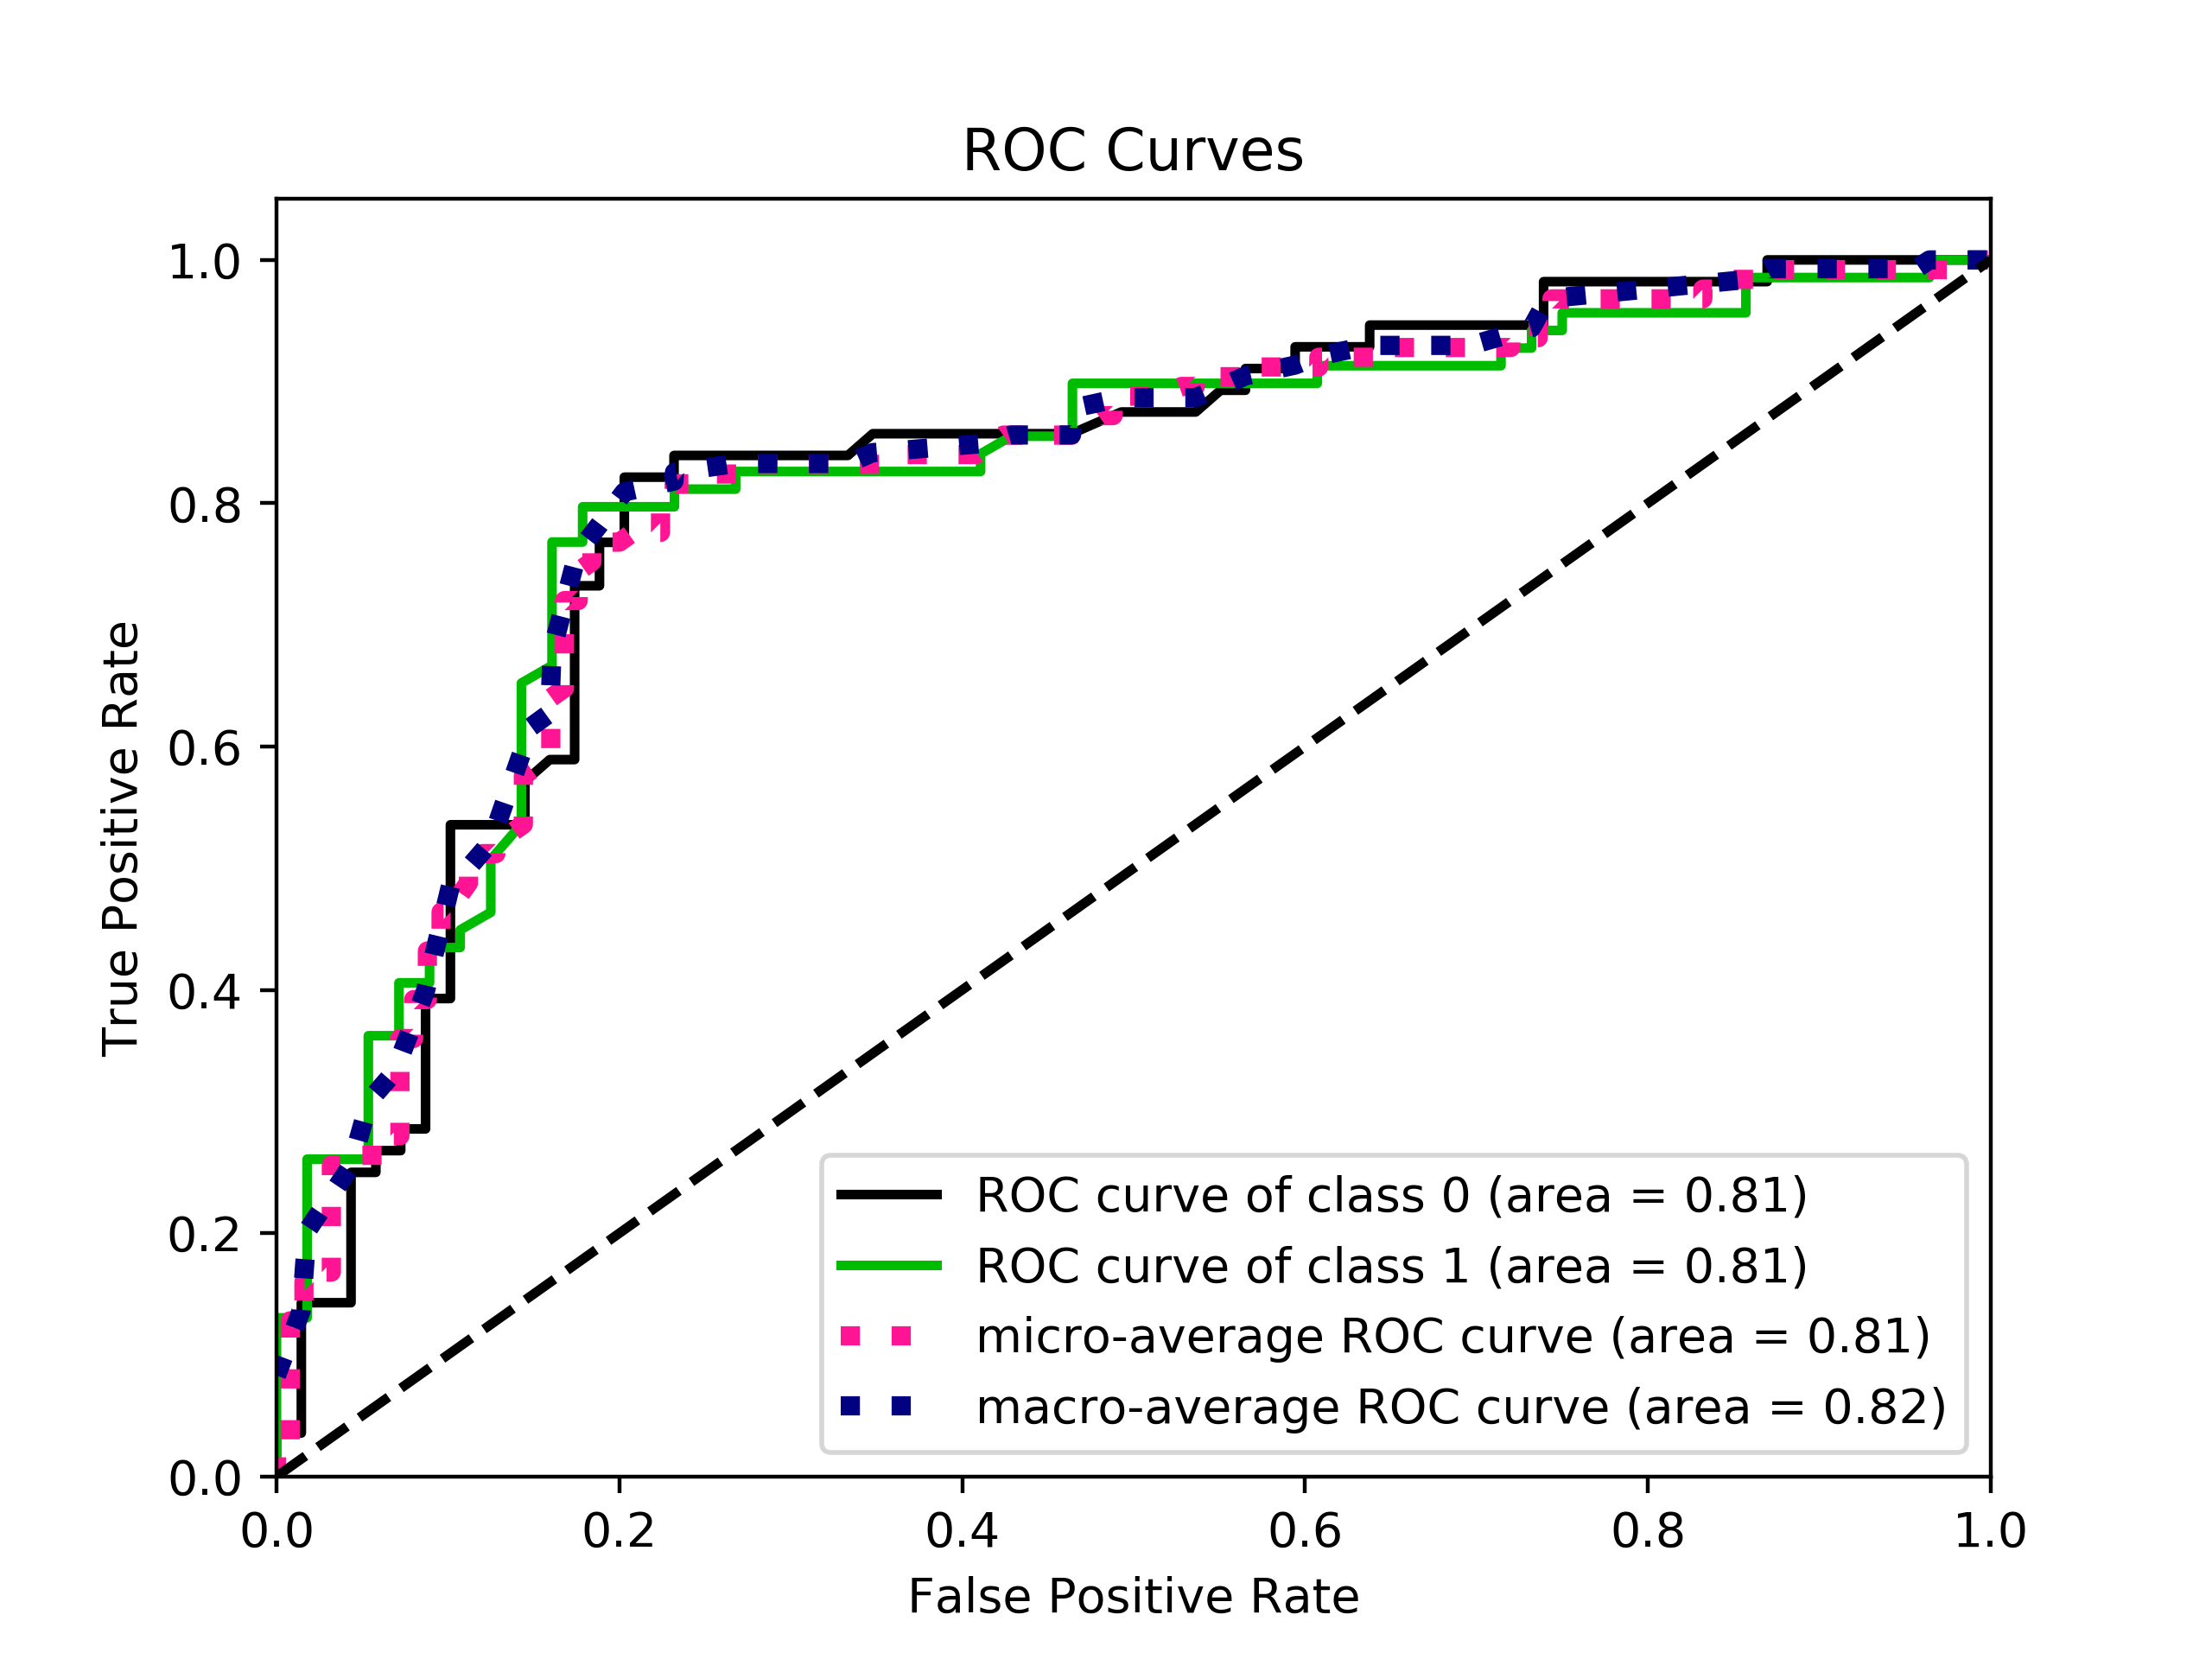 ROC Curves
True Positive Rate
1.0
0.8
0.6
0.4
0.2
0.0
ROC curve of class 0 (area = 0.81)
ROC curve of class 1 (area = 0.81)
micro-average ROC curve (area = 0.81)
macro-average ROC curve (area = 0.82)
0.0 0.2 0.4 0.6 0.8 1.0
False Positive Rate